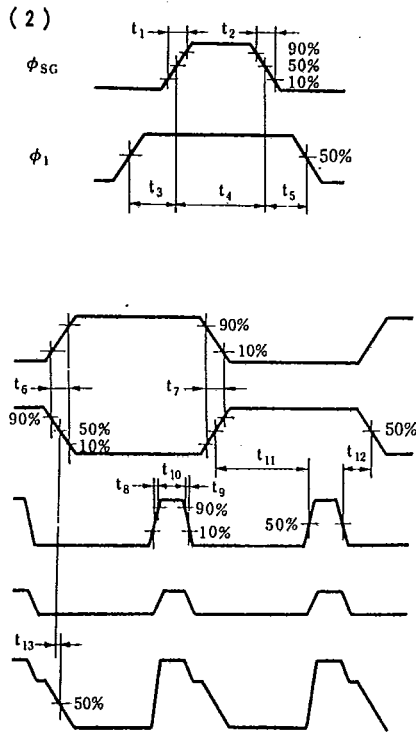 (2)
t1 t2
90%
ϕSG 50%
10%
ϕ1 50%
t3 t4 t5
90%
10%
t6 t7
90% 50% 50%
10%
t11 t12
t8 t10 t9
90%
10% 50%
t13
50%